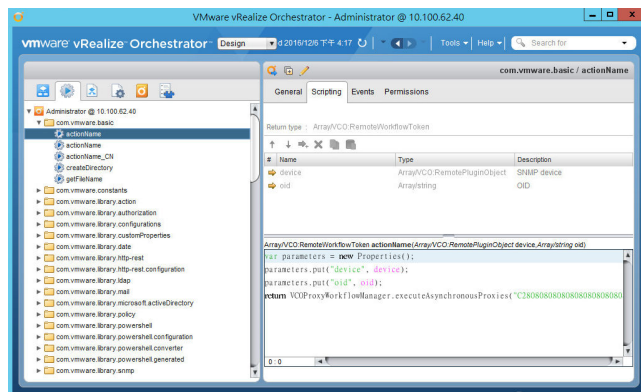 VMware vRealize Orchestrator - Administrator @ 10.100.62.40
vmware vRealize Orchestrator Design d 2016/12/6 下午 4:17 Tools Help Search for
com.vmware.basic / actionName
General Scripting Events Permissions
Return type : Array/VCO:RemoteWorkflowToken
# Name Type Description
device Array/VCO:RemotePluginObject SNMP device
oid Array/string OID
Administrator @ 10.100.62.40
com.vmware.basic
actionName
actionName
actionName_CN
createDirectory
getFileName
com.vmware.constants
com.vmware.library.action
com.vmware.library.authorization
com.vmware.library.configurations
com.vmware.library.customProperties
com.vmware.library.date
com.vmware.library.http-rest
com.vmware.library.http-rest.configuration
com.vmware.library.ldap
com.vmware.library.mail
com.vmware.library.microsoft.activeDirectory
com.vmware.library.policy
com.vmware.library.powershell
com.vmware.library.powershell.configuration
com.vmware.library.powershell.converter
com.vmware.library.powershell.generated
com.vmware.library.snmp
Array/VCO:RemoteWorkflowToken actionName(Array/VCO:RemotePluginObject device,Array/string oid)
var parameters = new Properties();
parameters.put("device", device);
parameters.put("oid", oid);
return VCOProxyWorkflowManager.executeAsynchronousProxies("C2808080808080808080808080
0 : 0